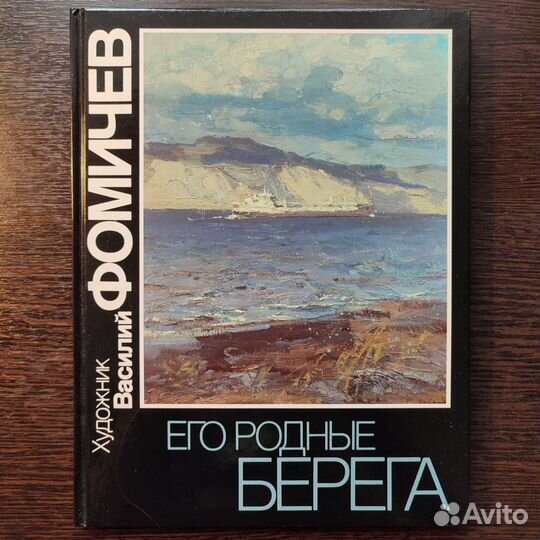 Художник
Василий ФОМИЧЕВ
ЕГО РОДНЫЕ
БЕРЕГА
Avito